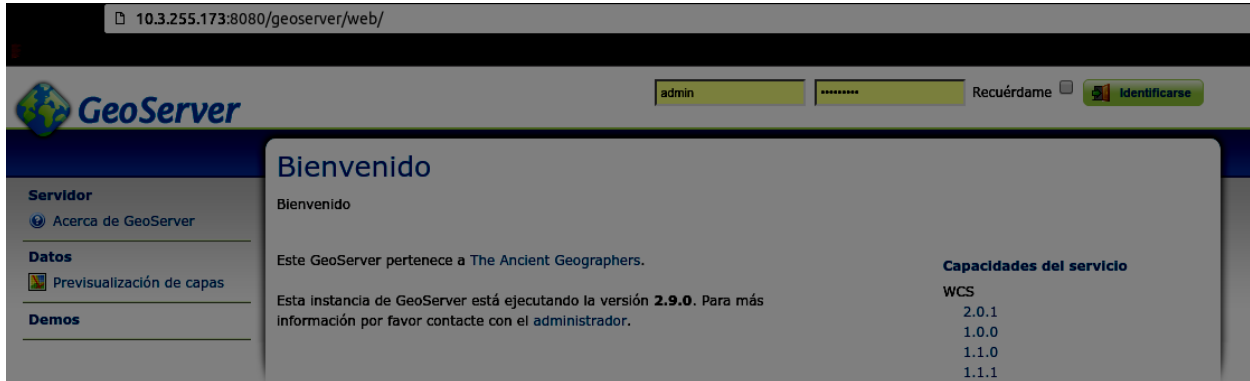 10.3.255.173:8080/geoserver/web/
GeoServer
admin
•••••••••
Recuérdame
Identificarse
Bienvenido
Servidor
Acerca de GeoServer
Datos
Previsualización de capas
Demos
Bienvenido
Este GeoServer pertenece a The Ancient Geographers.
Esta instancia de GeoServer está ejecutando la versión 2.9.0. Para más
información por favor contacte con el administrador.
Capacidades del servicio
WCS
2.0.1
1.0.0
1.1.0
1.1.1